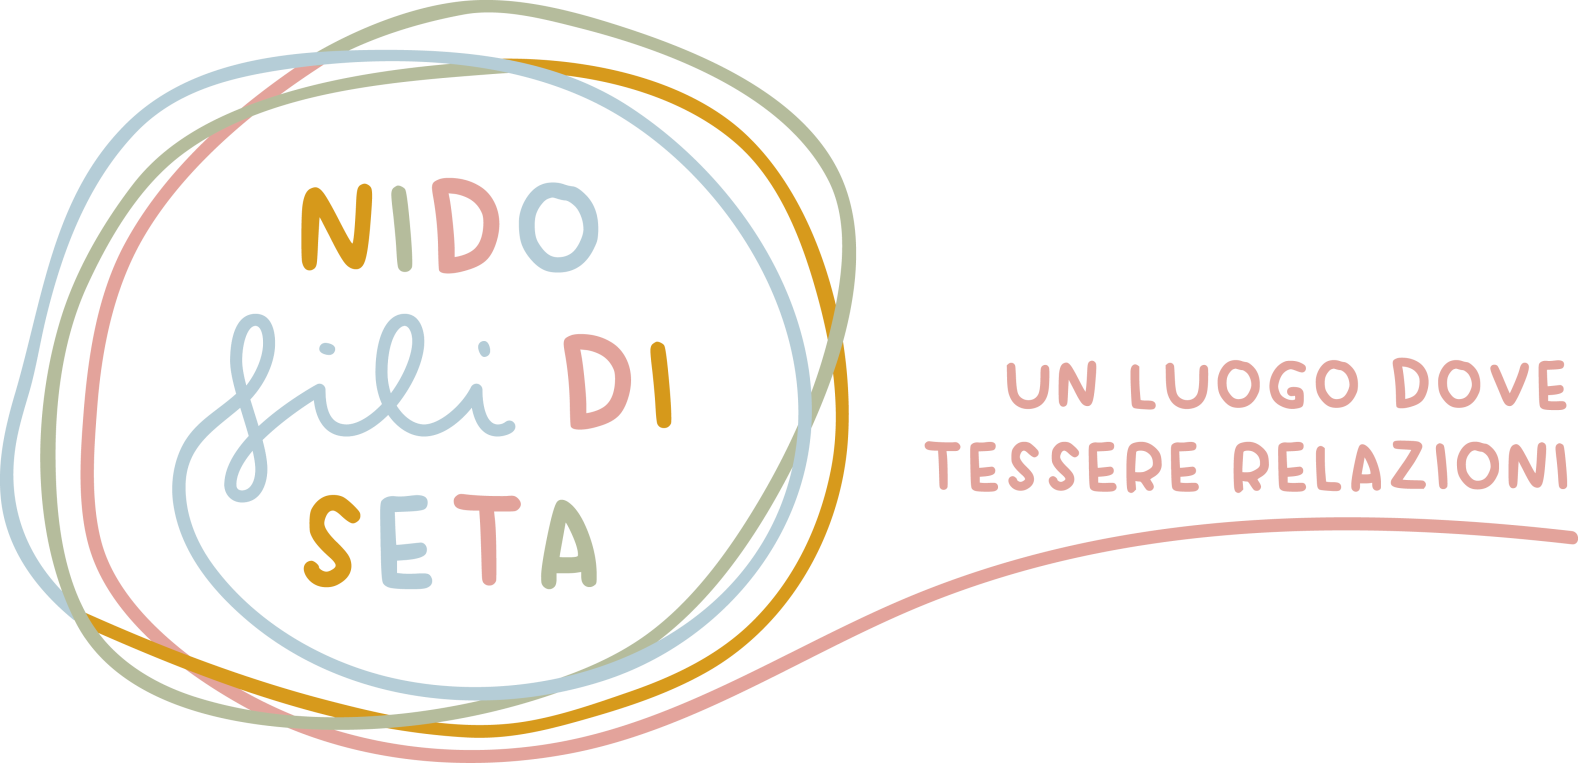 NIDO
fili DI
SETA
UN LUOGO DOVE
TESSERE RELAZIONI